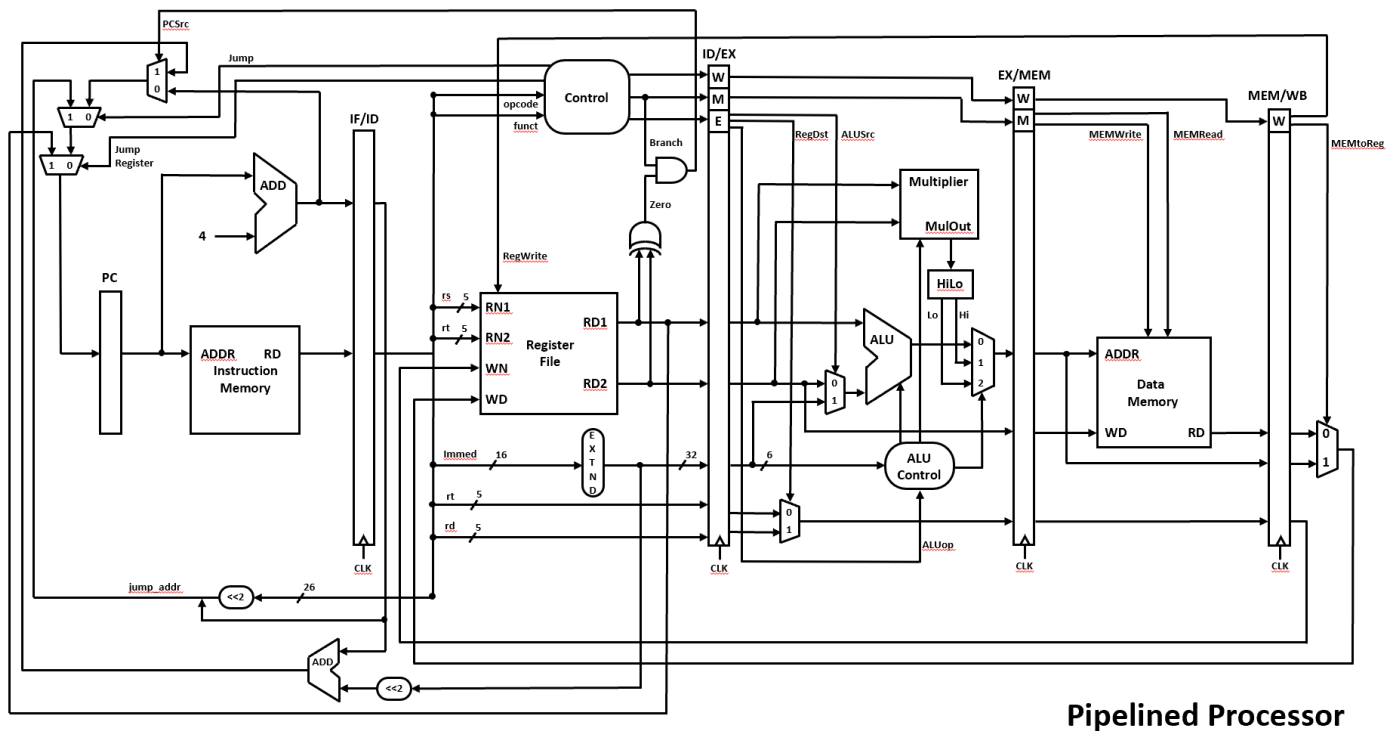 PCSrc
Jump
opcode
funct
Control
ID/EX
W
M
E
EX/MEM
W
M
MEM/WB
W
1
0
1 0
1 0
Jump
Register
IF/ID
Branch
RegDst
ALUSrc
MEMWrite
MEMRead
MEMtoReg
ADD
4
Zero
RegWrite
Multiplier
MulOut
HiLo
Lo
Hi
PC
ADDR
RD
Instruction
Memory
rs
5
rt
5
RN1
RN2
WN
WD
Register
File
RD1
RD2
ALU
0
1
0
1
2
ADDR
Data
Memory
WD
RD
0
1
Immed
16
EXTND
32
6
ALU
Control
rt
5
rd
5
0
1
ALUop
CLK
CLK
CLK
CLK
jump_addr
<<2
26
ADD
<<2
Pipelined Processor